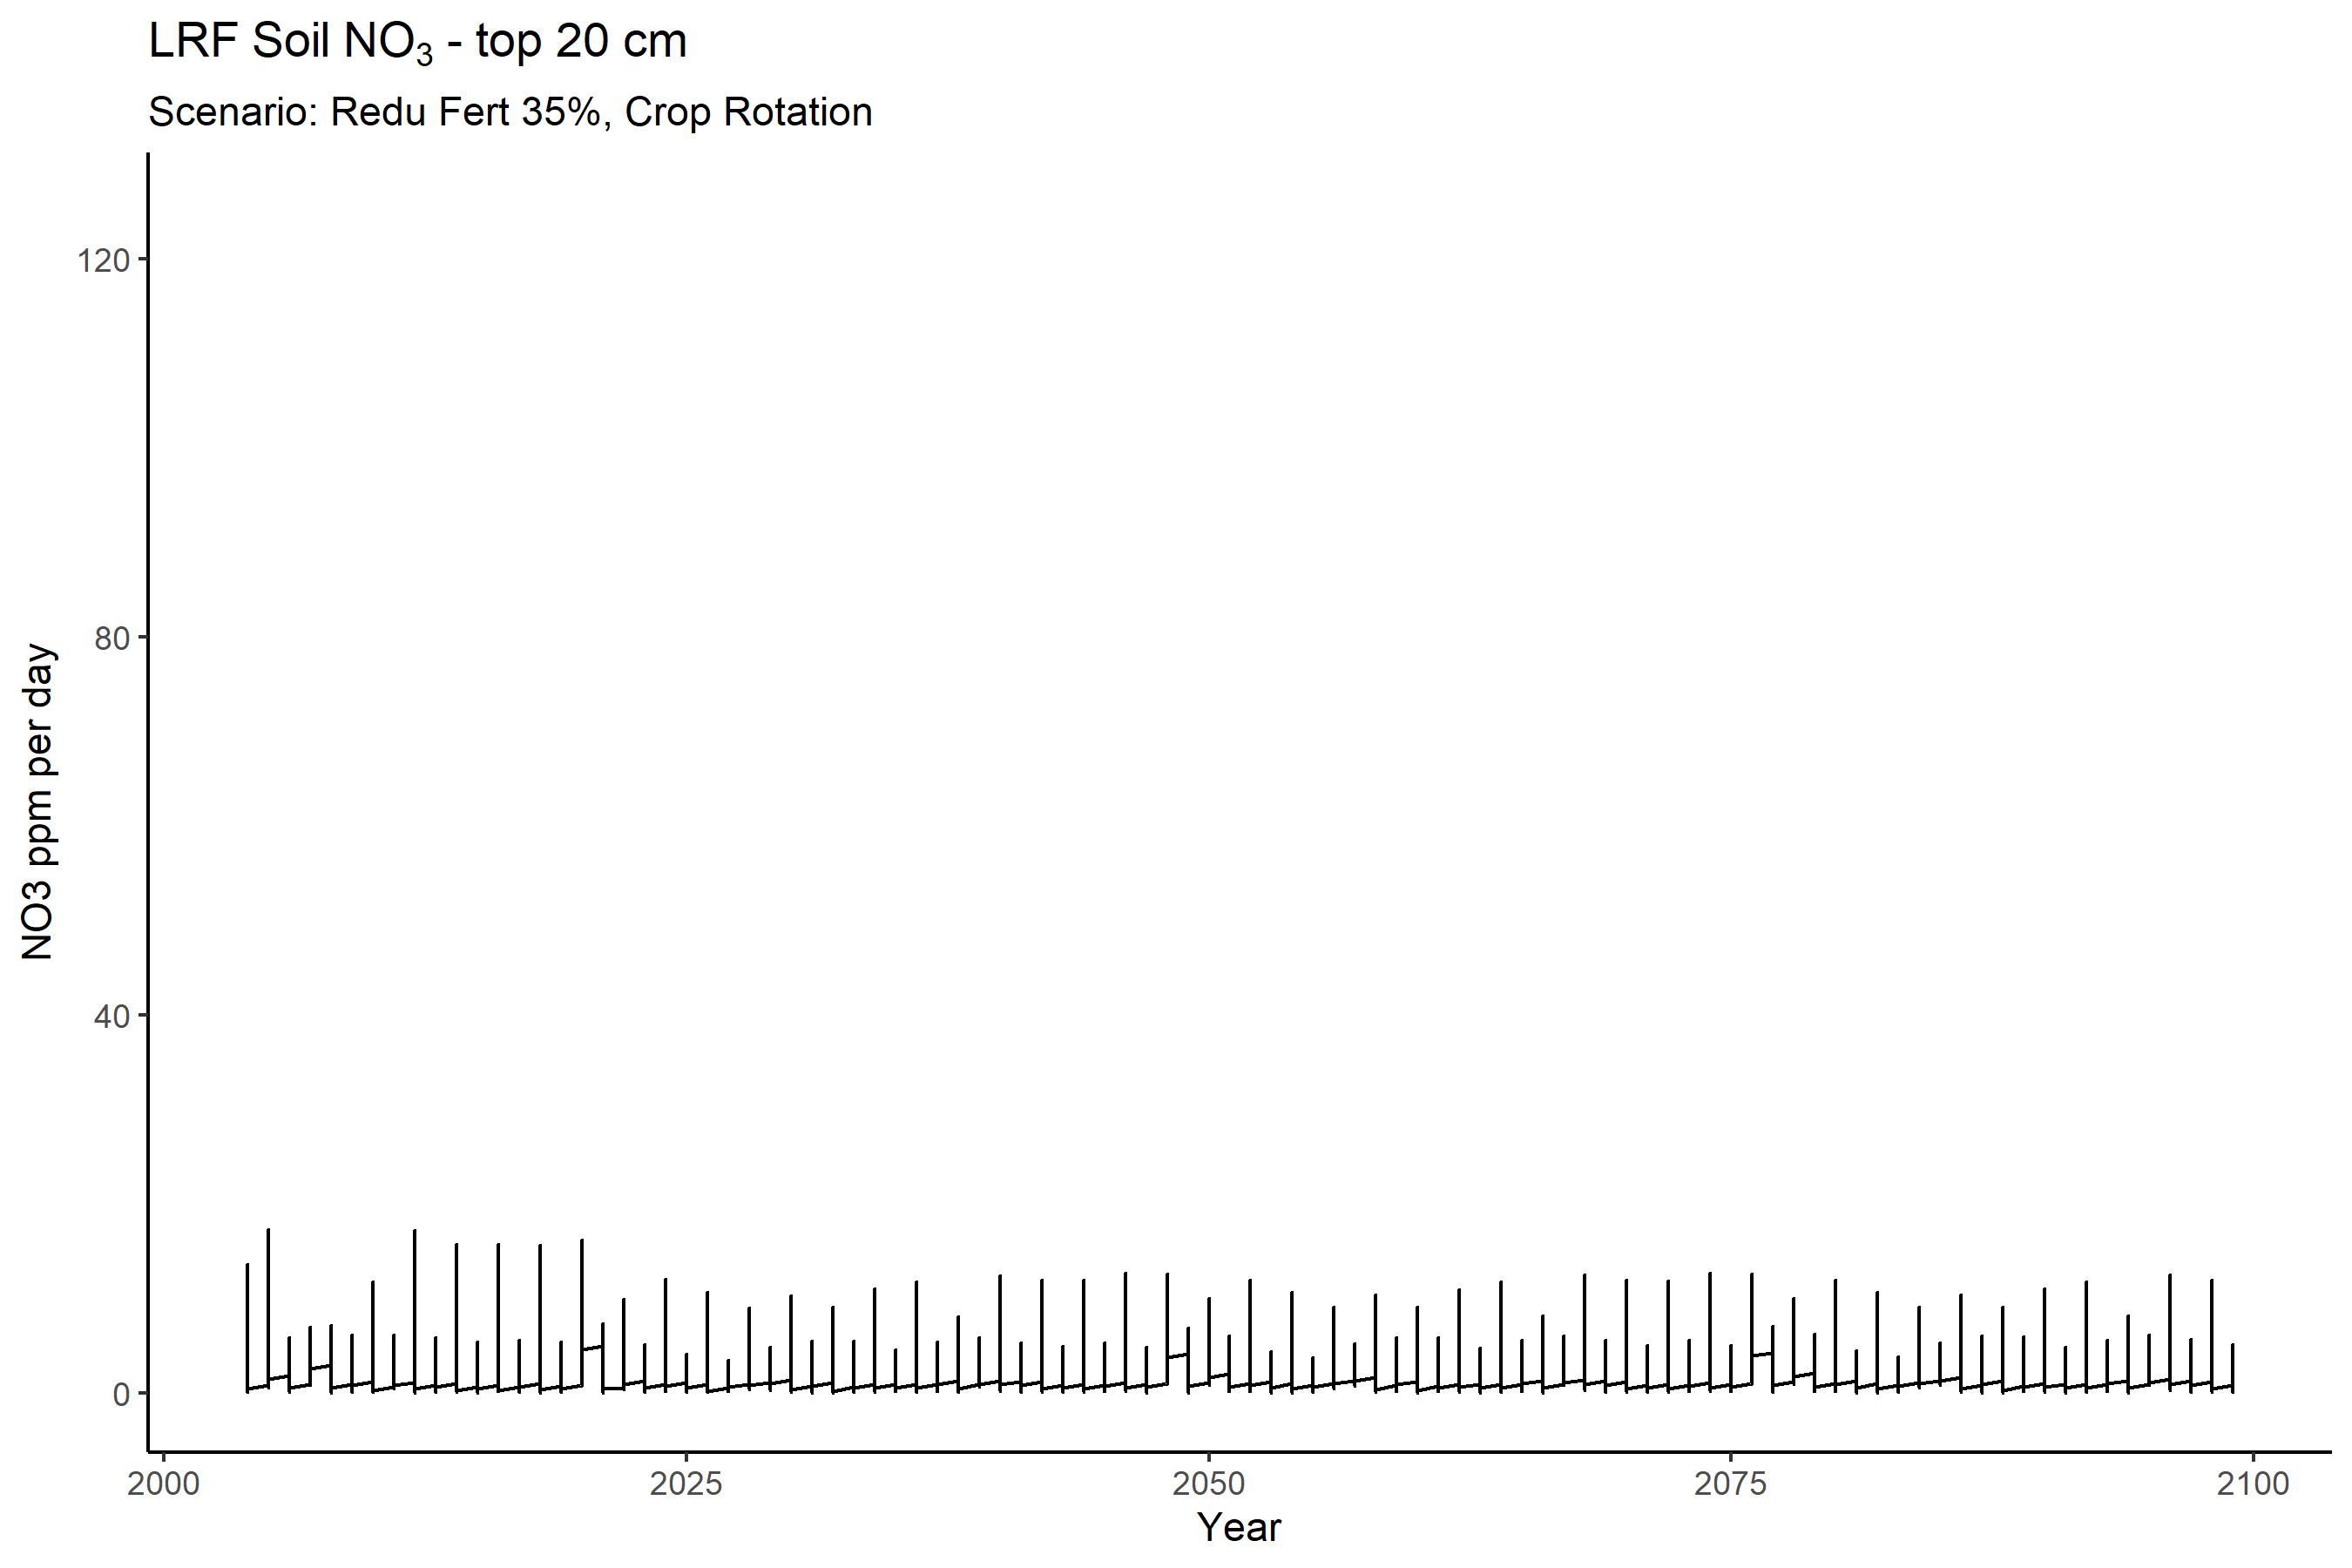 LRF Soil NO₃ - top 20 cm
Scenario: Redu Fert 35%, Crop Rotation
NO3 ppm per day
120
80
40
0
2000 2025 2050 2075 2100
Year